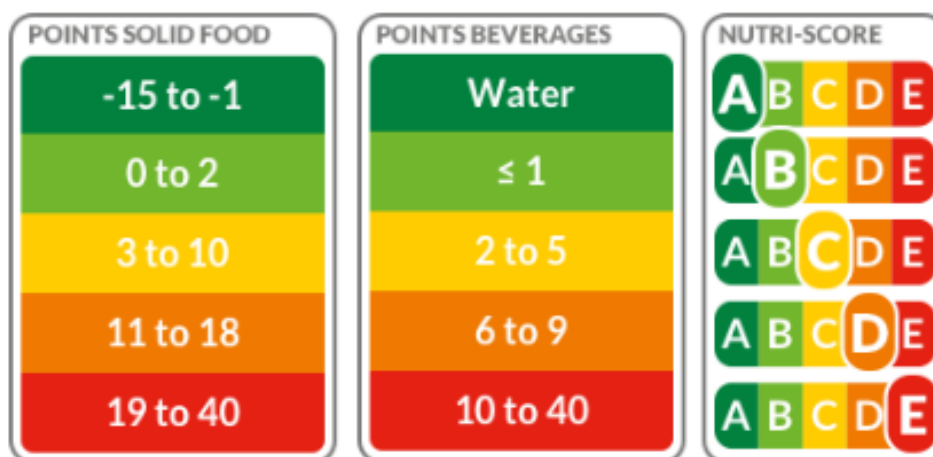 POINTS SOLID FOOD
-15 to -1
0 to 2
3 to 10
11 to 18
19 to 40
POINTS BEVERAGES
Water
≤ 1
2 to 5
6 to 9
10 to 40
NUTRI-SCORE
A B C D E
A B C D E
A B C D E
A B C D E
A B C D E